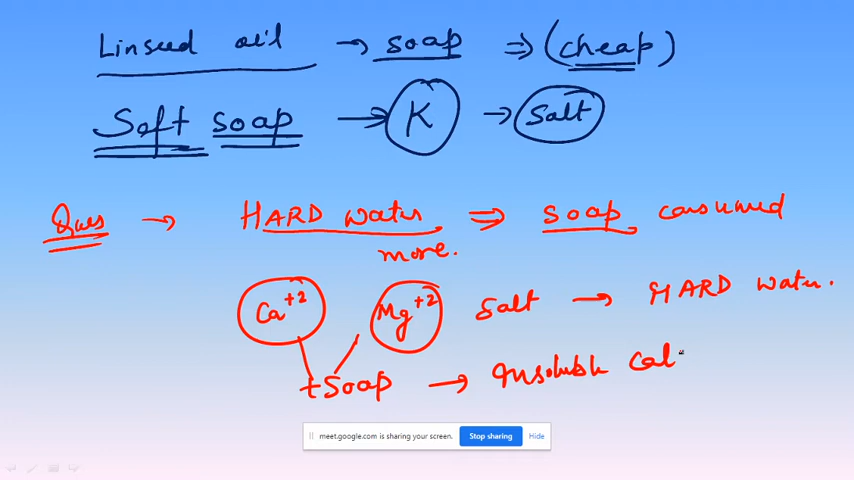 Linseed oil → soap ⇒ (cheap)
Soft soap → K → Salt
Ques → HARD water ⇒ soap consumed
more.
Ca+2 Mg+2 Salt → HARD water.
+Soap → Insoluble Cal
meet.google.com is sharing your screen. Stop sharing Hide